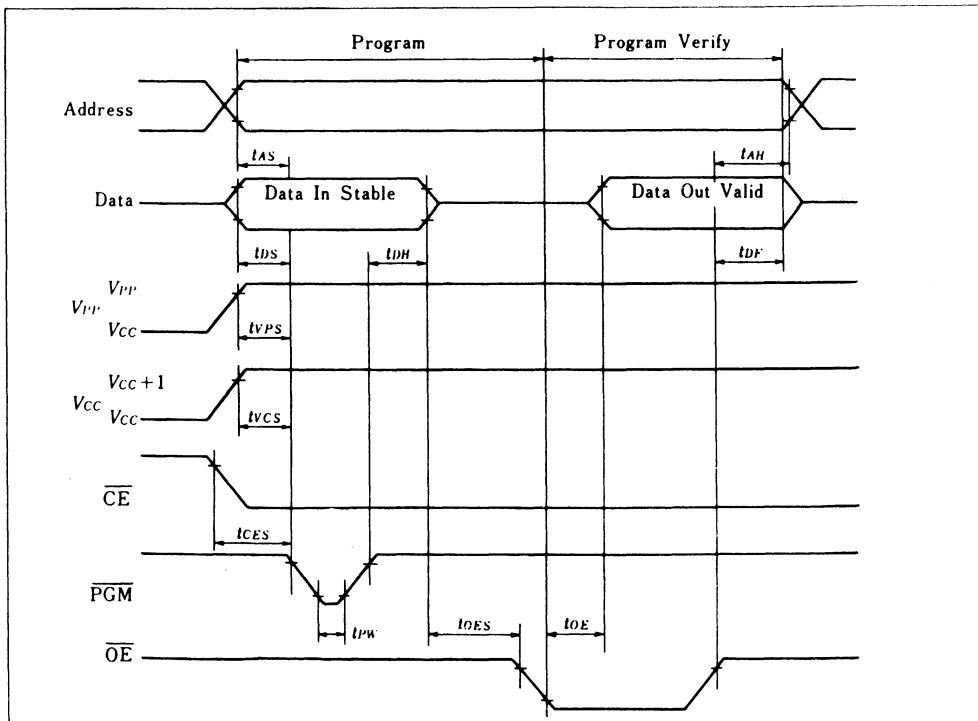 Program Program Verify
Address
tAS tAH
Data Data In Stable Data Out Valid
tDS tDH tDF
VPP
VPP
VCC
tVPS
VCC+1
VCC VCC
tVCS
CE
tCES
PGM
tPW tOES tOE
OE